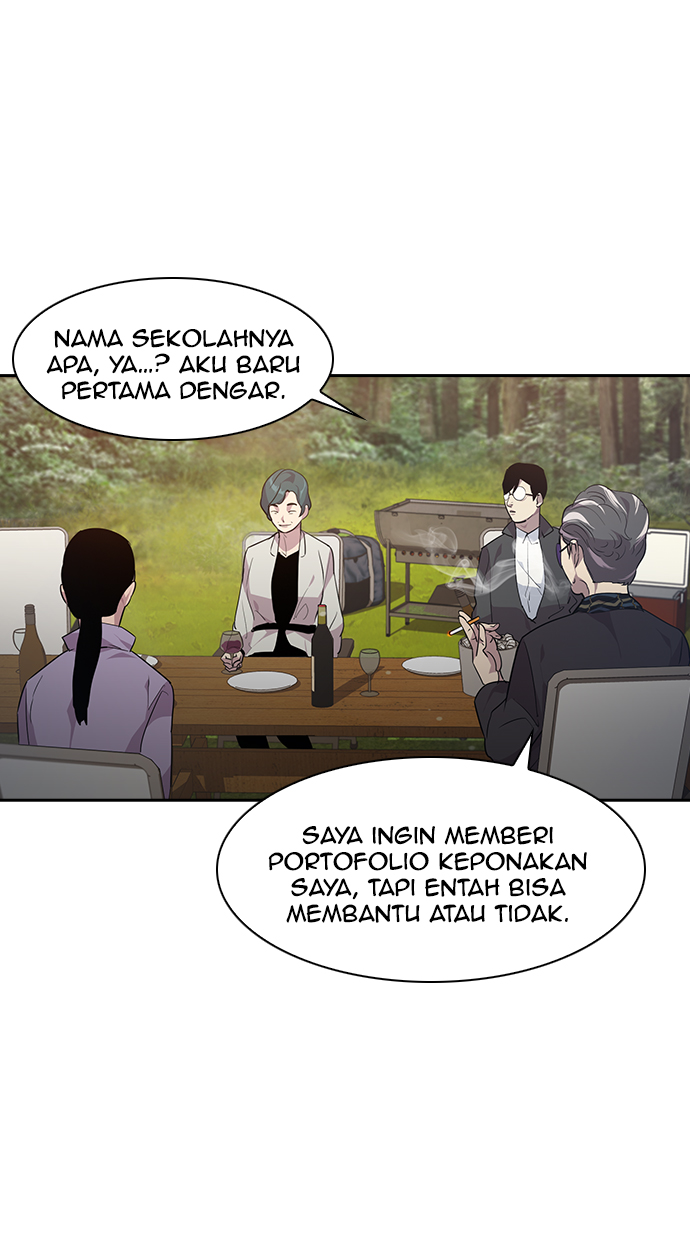 NAMA SEKOLAHNYA
APA, YA...? AKU BARU
PERTAMA DENGAR.
SAYA INGIN MEMBERI
PORTOFOLIO KEPONAKAN
SAYA, TAPI ENTAH BISA
MEMBANTU ATAU TIDAK.